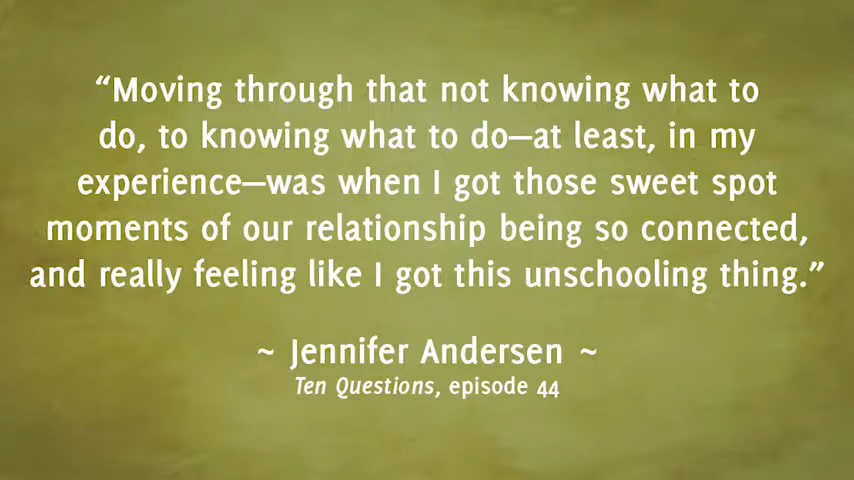 “Moving through that not knowing what to
do, to knowing what to do—at least, in my
experience—was when I got those sweet spot
moments of our relationship being so connected,
and really feeling like I got this unschooling thing.”
~ Jennifer Andersen ~
Ten Questions, episode 44